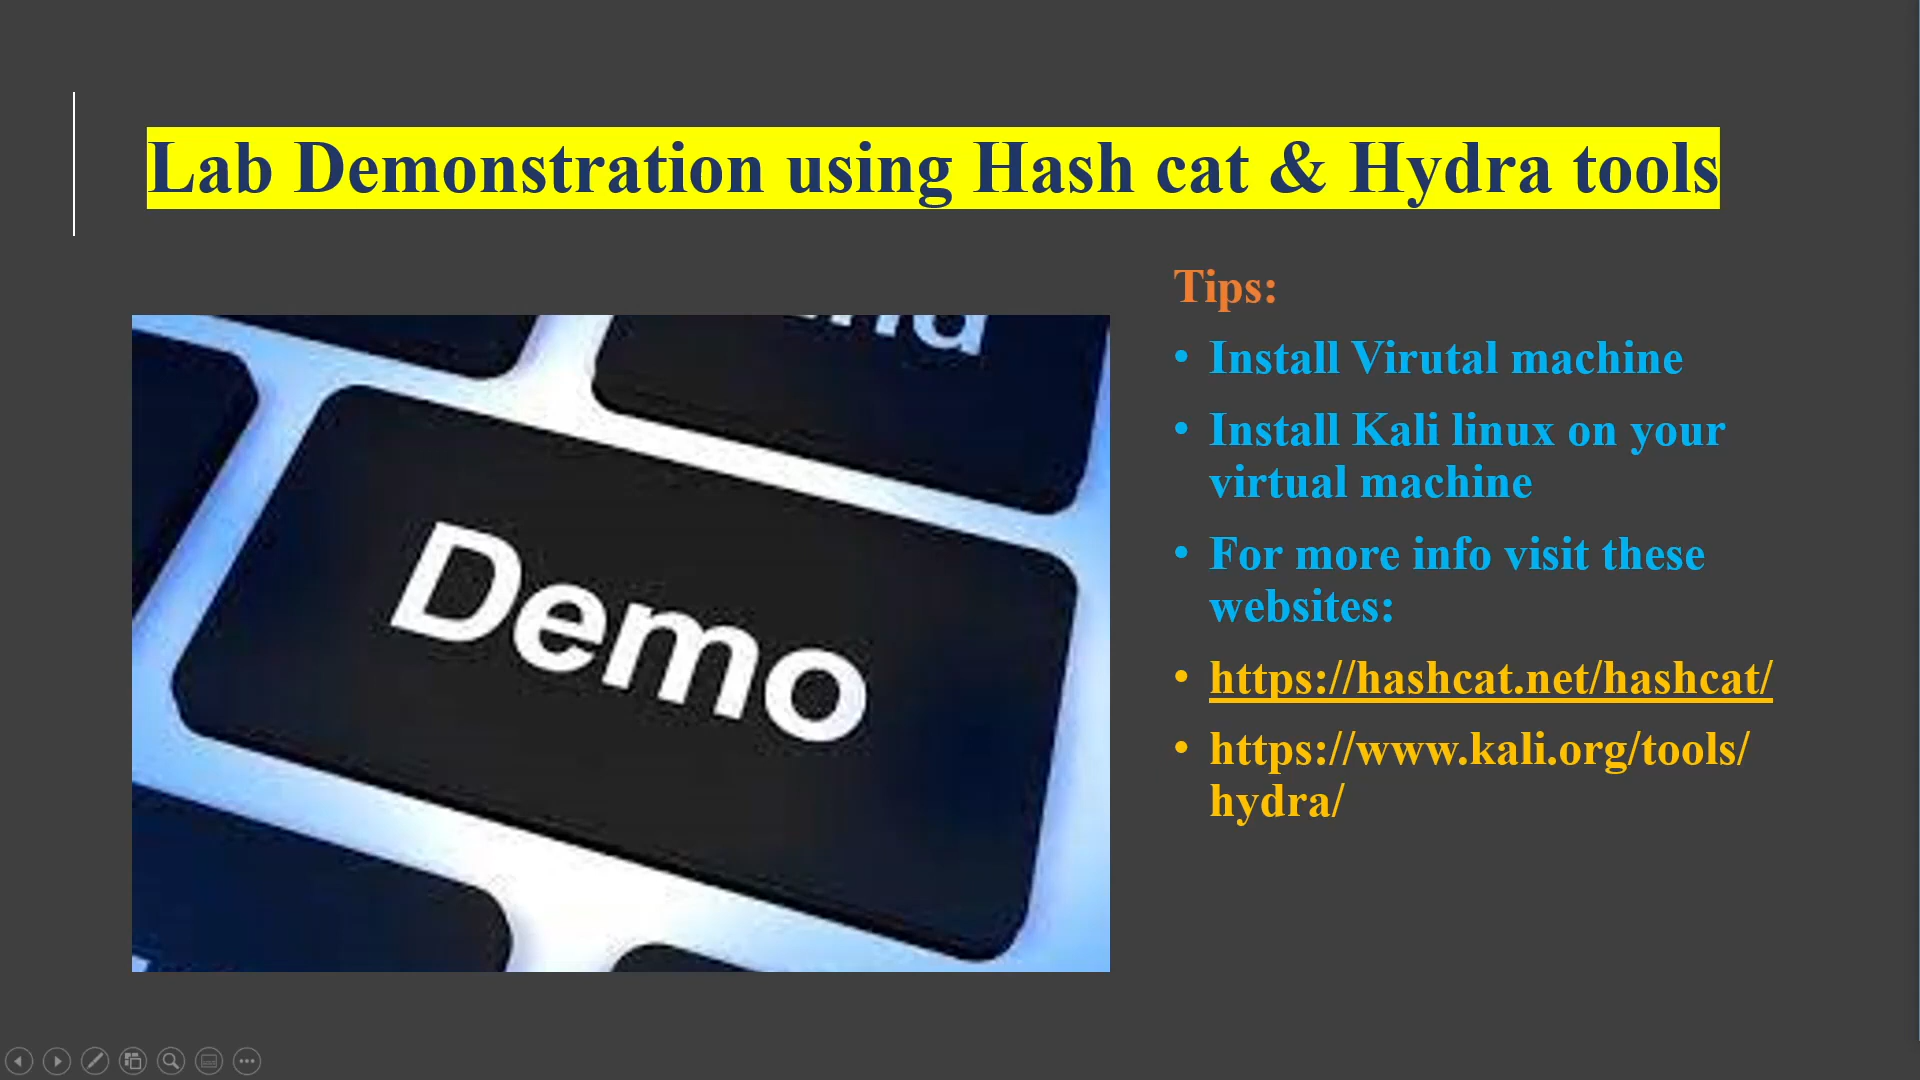 Lab Demonstration using Hash cat & Hydra tools
Tips:
• Install Virutal machine
• Install Kali linux on your
virtual machine
• For more info visit these
websites:
• https://hashcat.net/hashcat/
• https://www.kali.org/tools/
hydra/
Demo